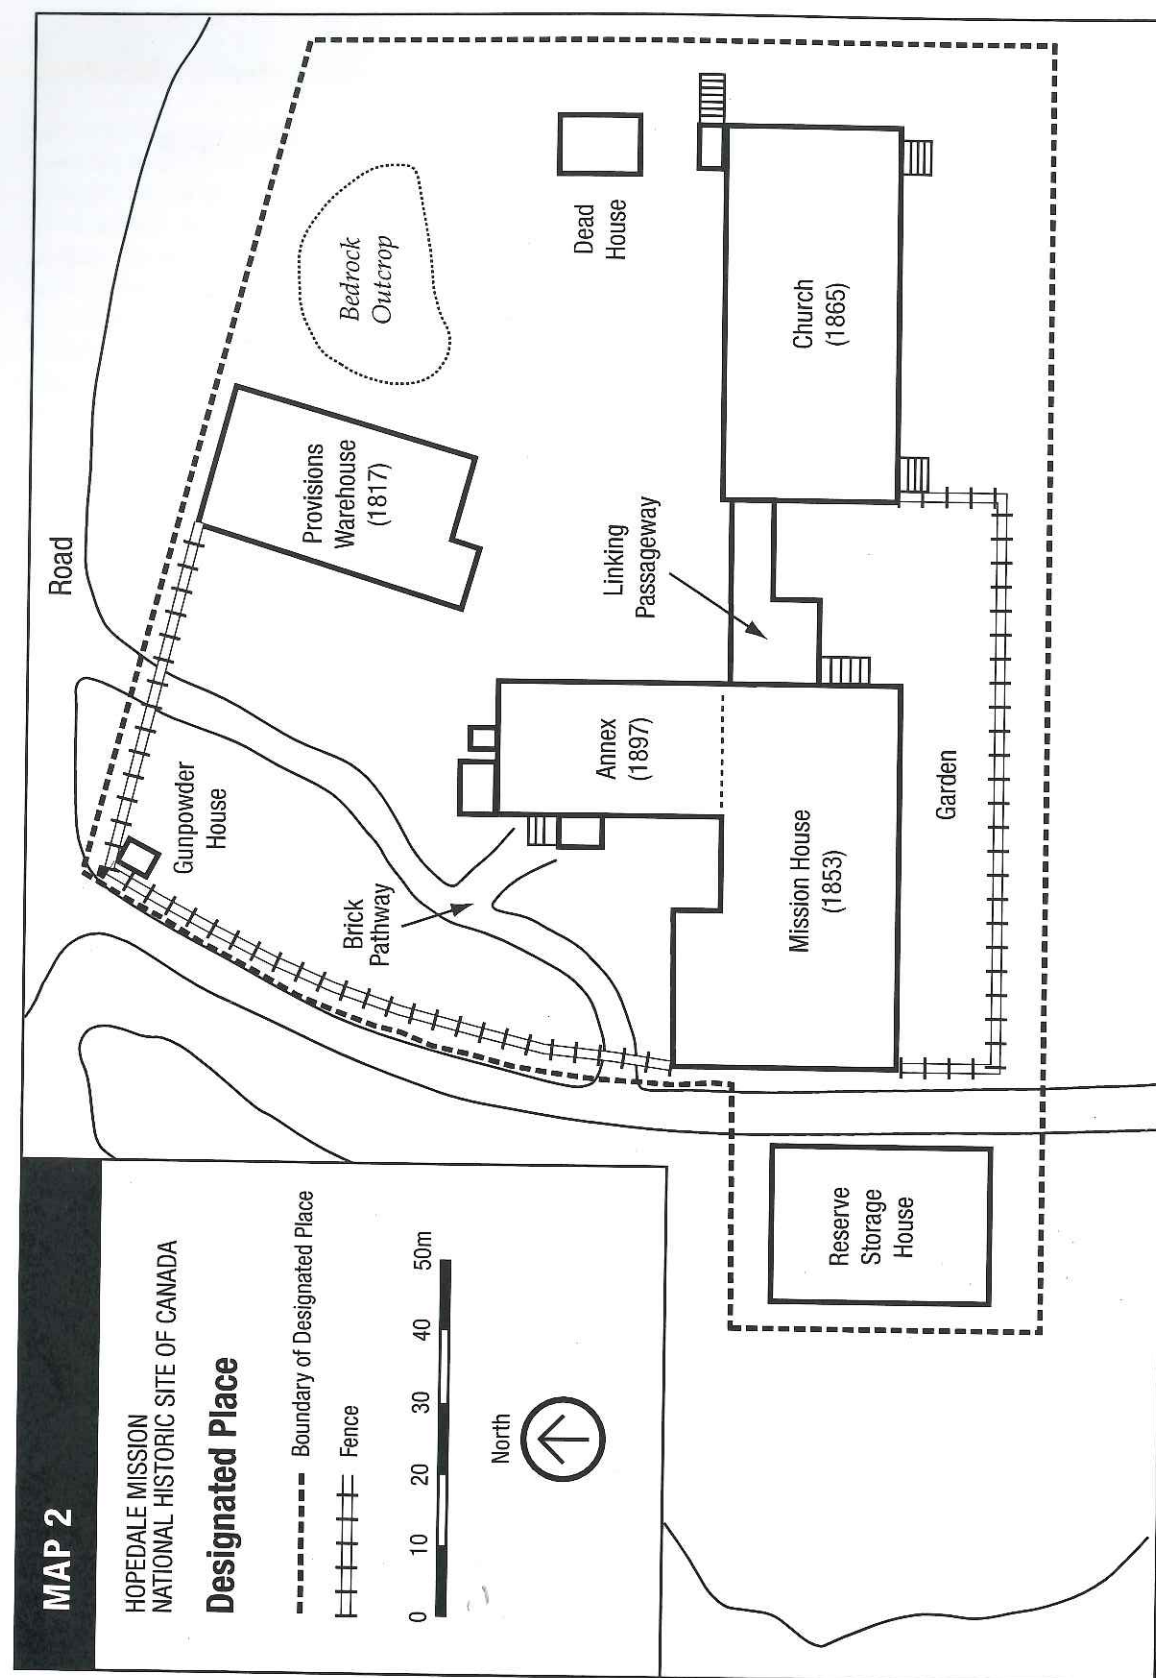 MAP 2
HOPEDALE MISSION
NATIONAL HISTORIC SITE OF CANADA
Designated Place
Boundary of Designated Place
Fence
0 10 20 30 40 50m
North
Road
Gunpowder
House
Brick
Pathway
Provisions
Warehouse
(1817)
Bedrock
Outcrop
Dead
House
Annex
(1897)
Linking
Passageway
Church
(1865)
Mission House
(1853)
Garden
Reserve
Storage
House